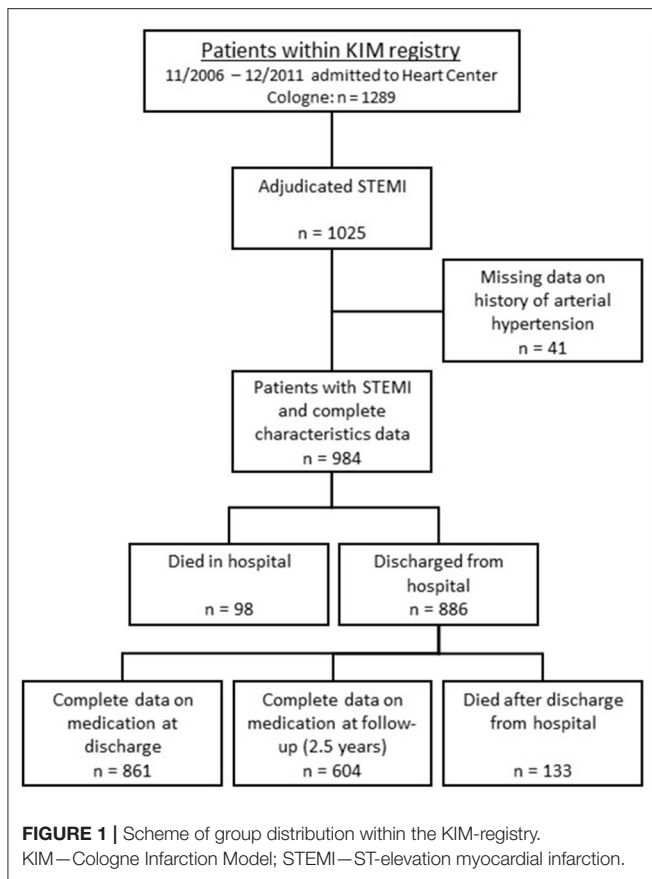 Patients within KIM registry
11/2006 – 12/2011 admitted to Heart Center
Cologne: n = 1289
Adjudicated STEMI
n = 1025
Missing data on
history of arterial
hypertension
n = 41
Patients with STEMI
and complete
characteristics data
n = 984
Died in hospital
n = 98
Discharged from
hospital
n = 886
Complete data on
medication at
discharge
n = 861
Complete data on
medication at follow-
up (2.5 years)
n = 604
Died after discharge
from hospital
n = 133
FIGURE 1 | Scheme of group distribution within the KIM-registry.
KIM—Cologne Infarction Model; STEMI—ST-elevation myocardial infarction.